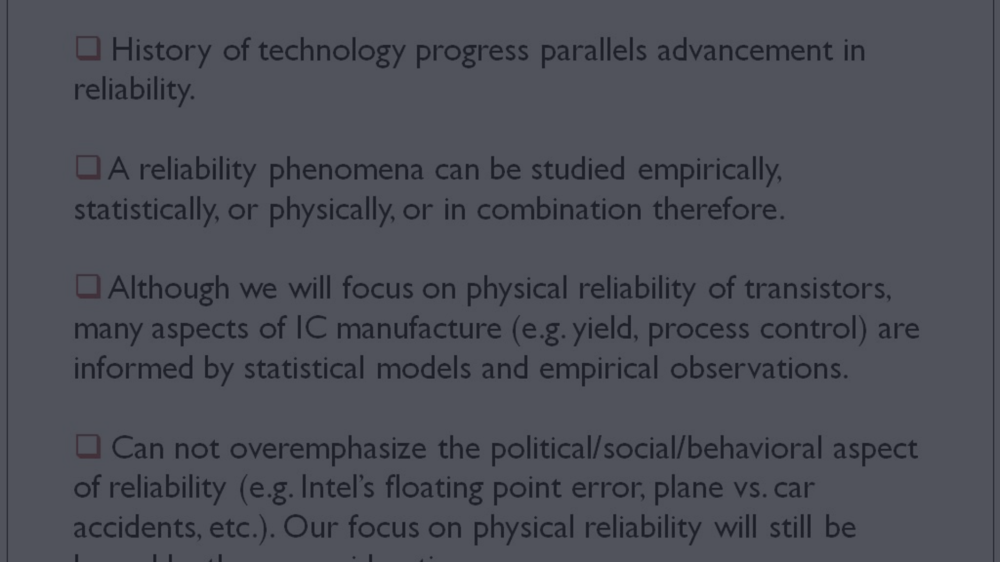 ❑ History of technology progress parallels advancement in
reliability.
❑ A reliability phenomena can be studied empirically,
statistically, or physically, or in combination therefore.
❑ Although we will focus on physical reliability of transistors,
many aspects of IC manufacture (e.g. yield, process control) are
informed by statistical models and empirical observations.
❑ Can not overemphasize the political/social/behavioral aspect
of reliability (e.g. Intel’s floating point error, plane vs. car
accidents, etc.). Our focus on physical reliability will still be